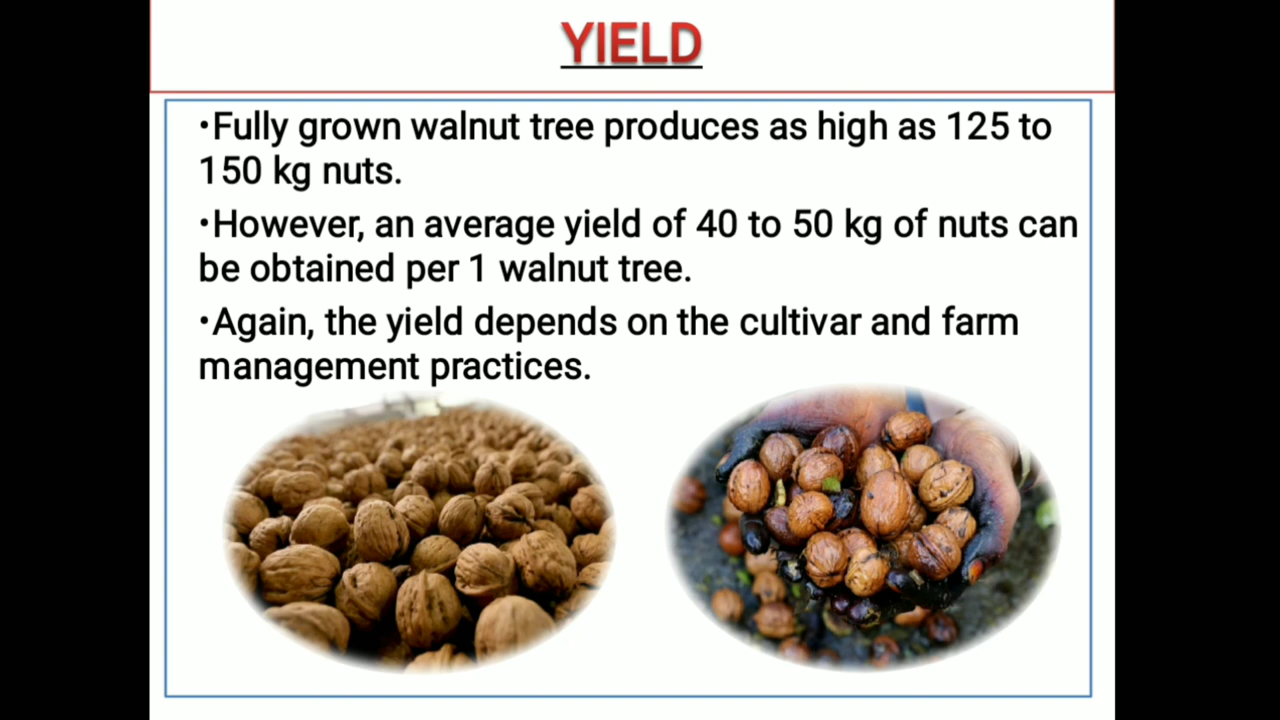 YIELD
•Fully grown walnut tree produces as high as 125 to
150 kg nuts.
•However, an average yield of 40 to 50 kg of nuts can
be obtained per 1 walnut tree.
•Again, the yield depends on the cultivar and farm
management practices.